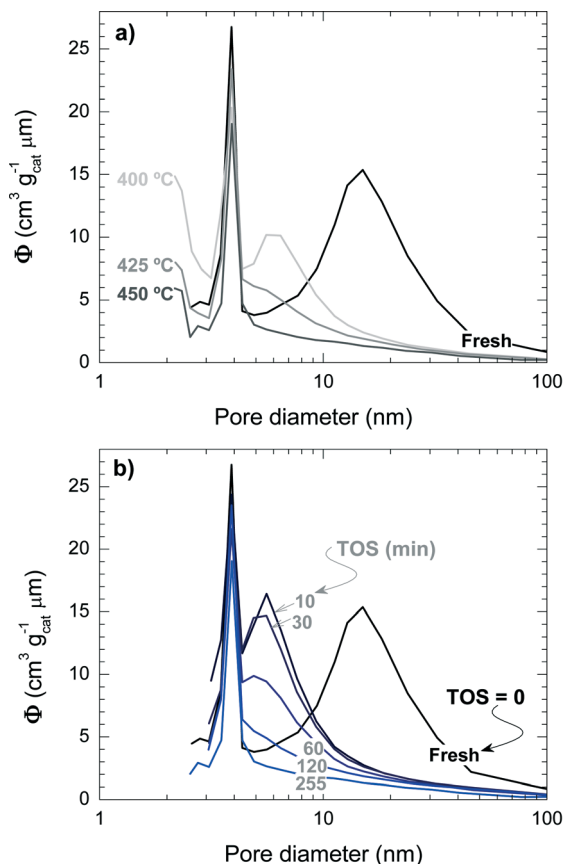 a)
25
20
15
10
5
0
Φ (cm³ g⁻¹cat μm)
400 ºC
425 ºC
450 ºC
Fresh
1
10
100
Pore diameter (nm)
b)
25
20
15
10
5
0
Φ (cm³ g⁻¹cat μm)
TOS (min)
10
30
60
120
255
TOS = 0
Fresh
1
10
100
Pore diameter (nm)